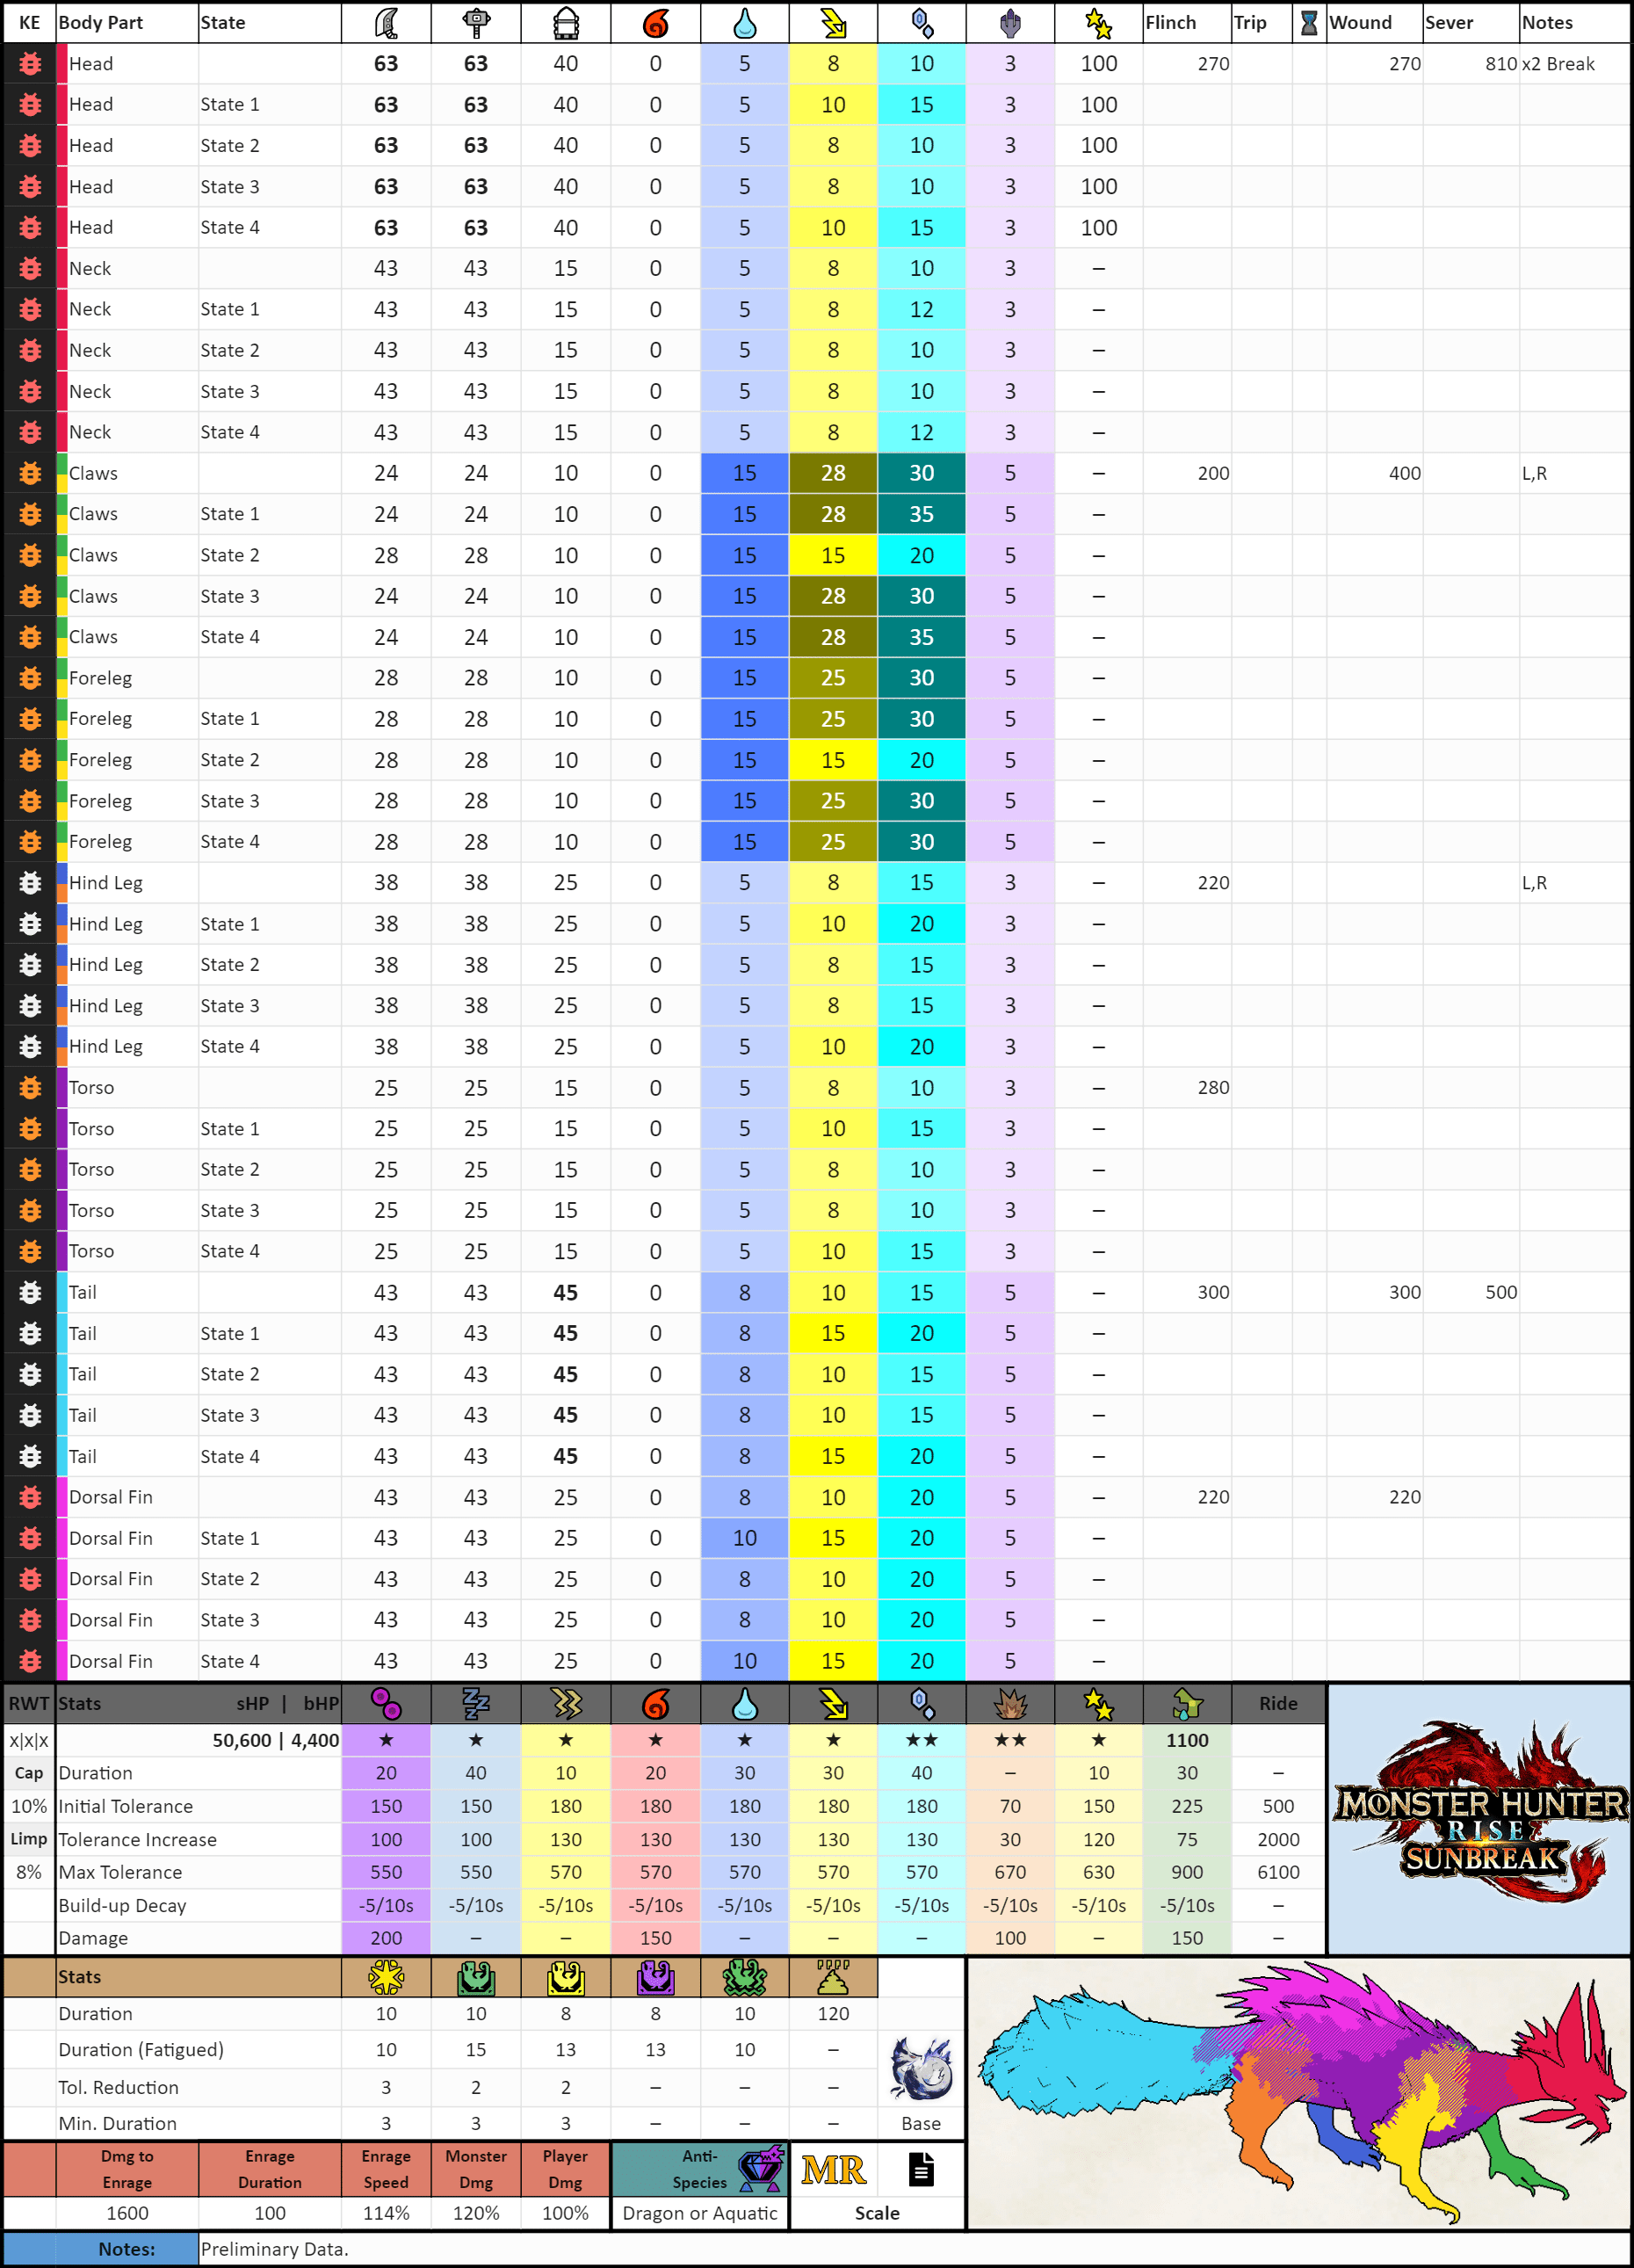 KE Body Part State Flinch Trip Wound Sever Notes
Head 63 63 40 0 5 8 10 3 100 270 270 810 x2 Break
Head State 1 63 63 40 0 5 10 15 3 100
Head State 2 63 63 40 0 5 8 10 3 100
Head State 3 63 63 40 0 5 8 10 3 100
Head State 4 63 63 40 0 5 10 15 3 100
Neck 43 43 15 0 5 8 10 3 –
Neck State 1 43 43 15 0 5 8 12 3 –
Neck State 2 43 43 15 0 5 8 10 3 –
Neck State 3 43 43 15 0 5 8 10 3 –
Neck State 4 43 43 15 0 5 8 12 3 –
Claws 24 24 10 0 15 28 30 5 – 200 400 L,R
Claws State 1 24 24 10 0 15 28 35 5 –
Claws State 2 28 28 10 0 15 15 20 5 –
Claws State 3 24 24 10 0 15 28 30 5 –
Claws State 4 24 24 10 0 15 28 35 5 –
Foreleg 28 28 10 0 15 25 30 5 –
Foreleg State 1 28 28 10 0 15 25 30 5 –
Foreleg State 2 28 28 10 0 15 15 20 5 –
Foreleg State 3 28 28 10 0 15 25 30 5 –
Foreleg State 4 28 28 10 0 15 25 30 5 –
Hind Leg 38 38 25 0 5 8 15 3 – 220 L,R
Hind Leg State 1 38 38 25 0 5 10 20 3 –
Hind Leg State 2 38 38 25 0 5 8 15 3 –
Hind Leg State 3 38 38 25 0 5 8 15 3 –
Hind Leg State 4 38 38 25 0 5 10 20 3 –
Torso 25 25 15 0 5 8 10 3 – 280
Torso State 1 25 25 15 0 5 10 15 3 –
Torso State 2 25 25 15 0 5 8 10 3 –
Torso State 3 25 25 15 0 5 8 10 3 –
Torso State 4 25 25 15 0 5 10 15 3 –
Tail 43 43 45 0 8 10 15 5 – 300 300 500
Tail State 1 43 43 45 0 8 15 20 5 –
Tail State 2 43 43 45 0 8 10 15 5 –
Tail State 3 43 43 45 0 8 10 15 5 –
Tail State 4 43 43 45 0 8 15 20 5 –
Dorsal Fin 43 43 25 0 8 10 20 5 – 220 220
Dorsal Fin State 1 43 43 25 0 10 15 20 5 –
Dorsal Fin State 2 43 43 25 0 8 10 20 5 –
Dorsal Fin State 3 43 43 25 0 8 10 20 5 –
Dorsal Fin State 4 43 43 25 0 10 15 20 5 –
RWT Stats sHP | bHP ZZZ Ride
x|x|x 50,600 | 4,400 ★ ★ ★ ★ ★ ★ ★★ ★★ ★ 1100
Cap Duration 20 40 10 20 30 30 40 – 10 30 –
10% Initial Tolerance 150 150 180 180 180 180 180 70 150 225 500
Limp Tolerance Increase 100 100 130 130 130 130 130 30 120 75 2000
8% Max Tolerance 550 550 570 570 570 570 570 670 630 900 6100
Build-up Decay -5/10s -5/10s -5/10s -5/10s -5/10s -5/10s -5/10s -5/10s -5/10s -5/10s –
Damage 200 – – 150 – – – 100 – 150 –
MONSTER HUNTER
RISE
SUNBREAK
Stats
Duration 10 10 8 8 10 120
Duration (Fatigued) 10 15 13 13 10 –
Tol. Reduction 3 2 2 – – –
Min. Duration 3 3 3 – – – Base
Dmg to Enrage Enrage Duration Enrage Speed Monster Dmg Player Dmg Anti-Species MR
1600 100 114% 120% 100% Dragon or Aquatic Scale
Notes: Preliminary Data.